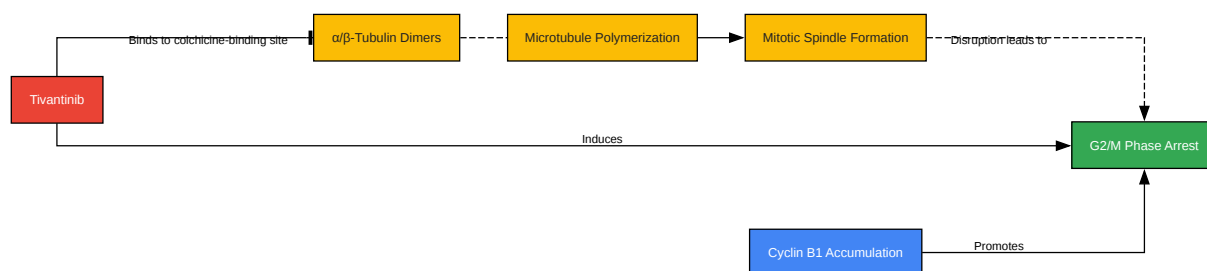 Binds to colchicine-binding site
α/β-Tubulin Dimers
Microtubule Polymerization
Mitotic Spindle Formation
Disruption leads to
Tivantinib
Induces
G2/M Phase Arrest
Cyclin B1 Accumulation
Promotes